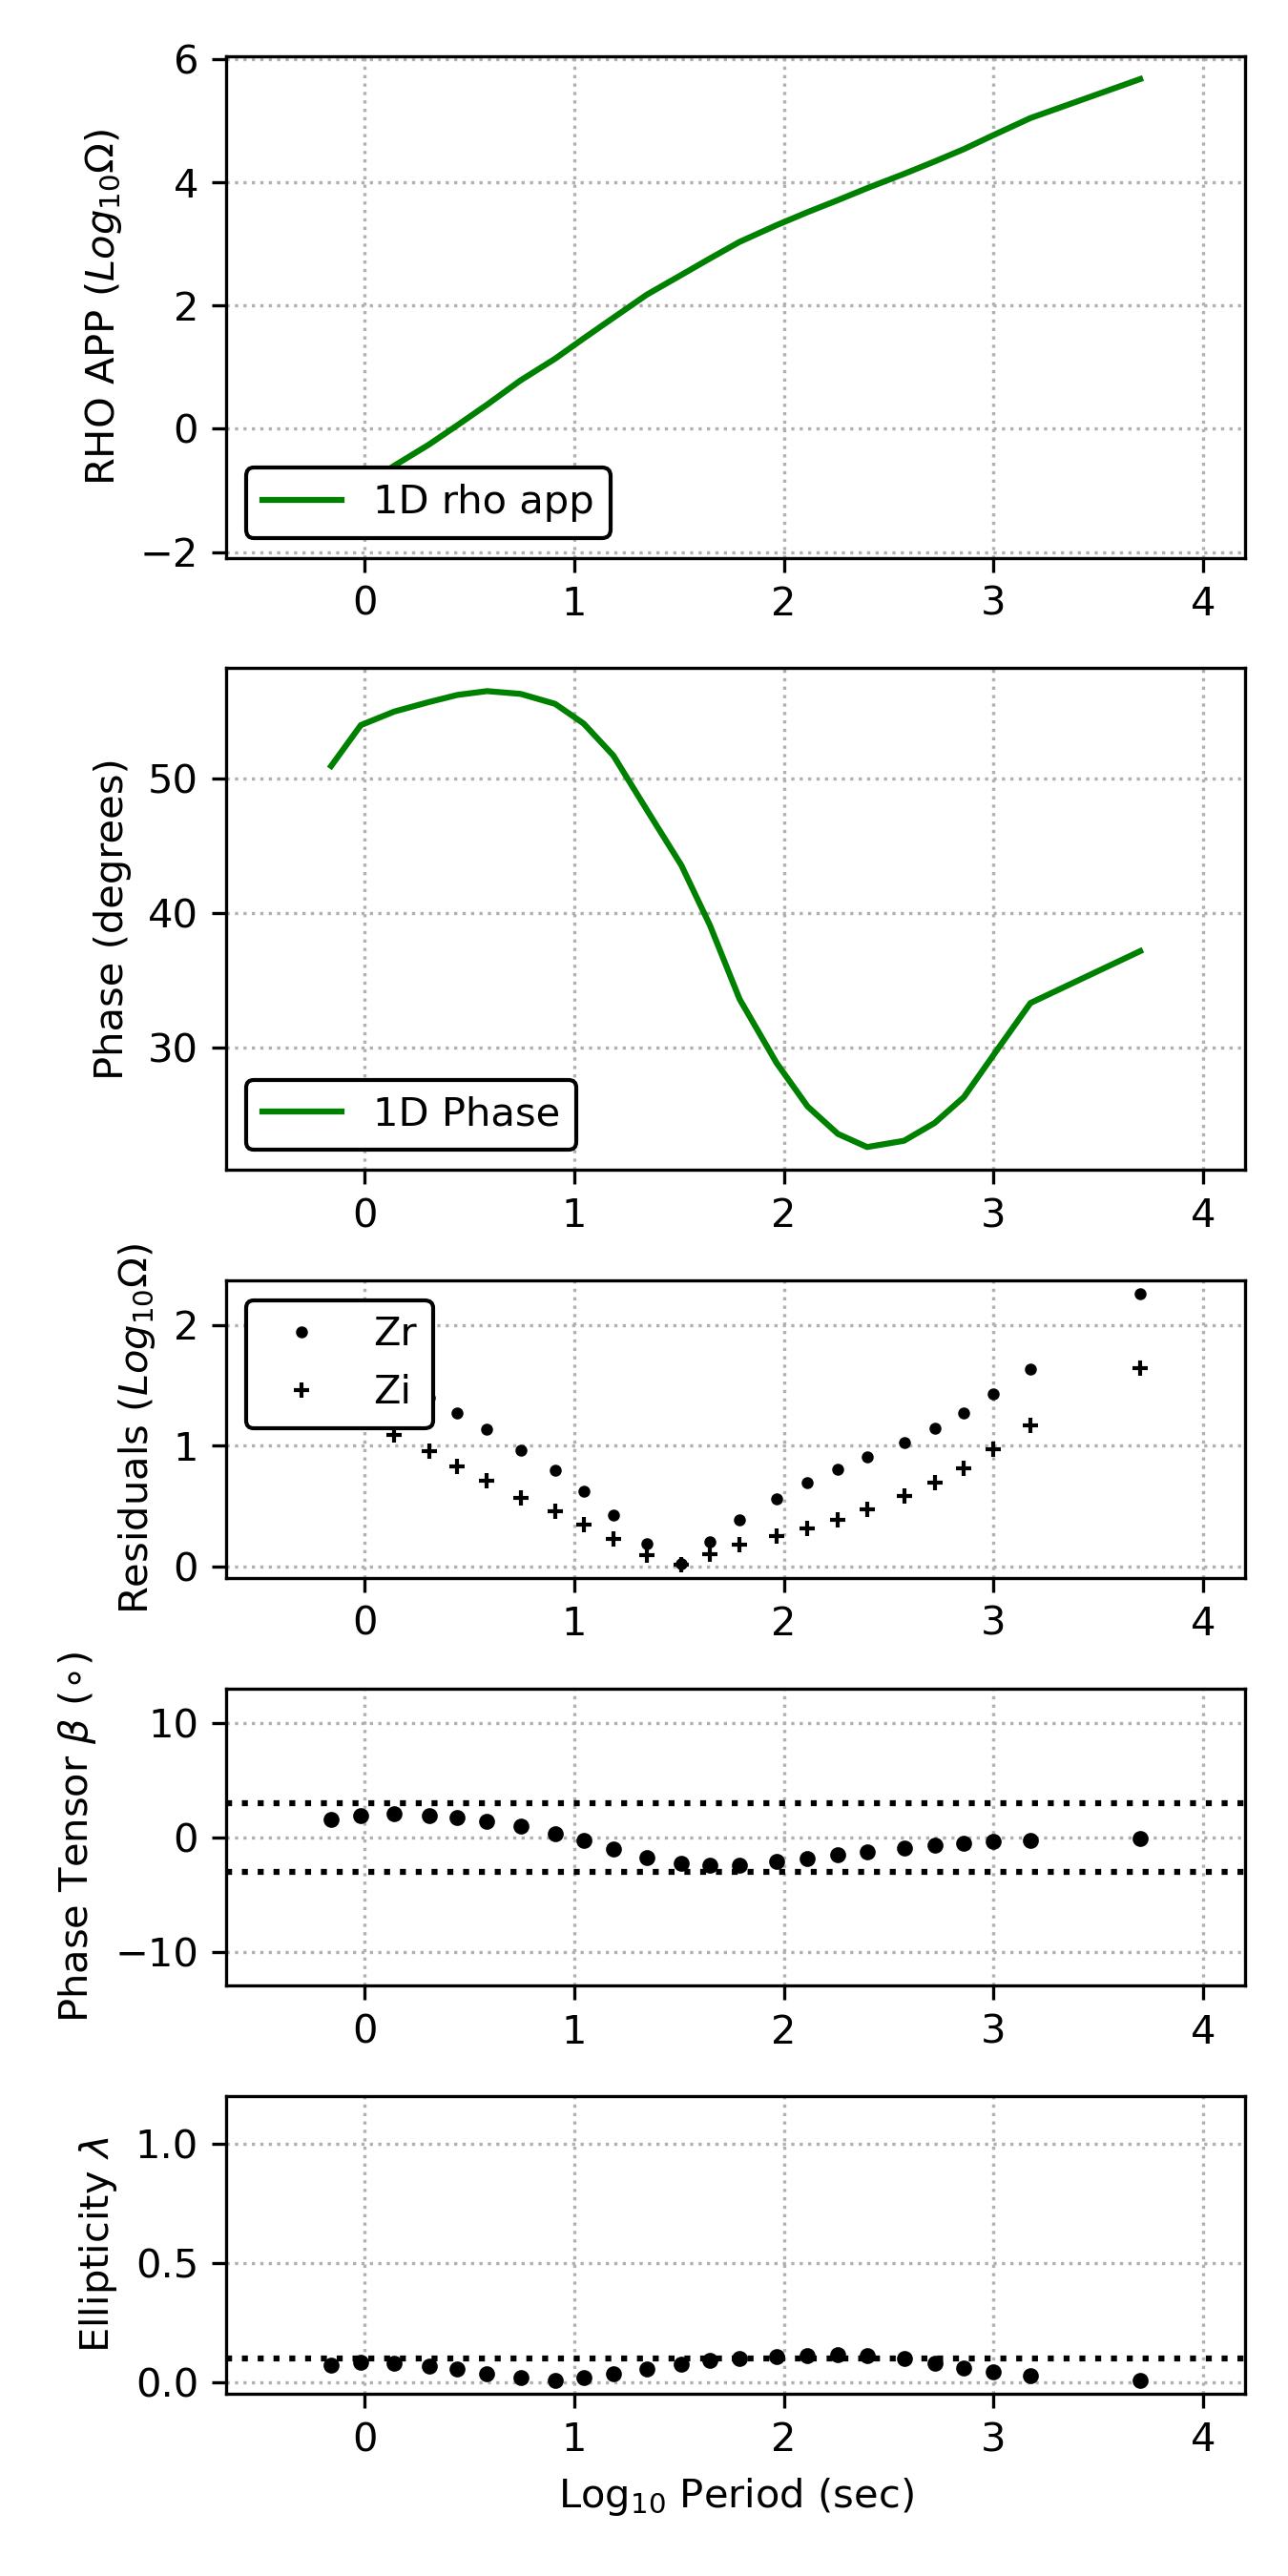 RHO APP (Log₁₀Ω)
6
4
2
0
−2
1D rho app
0 1 2 3 4
Phase (degrees)
50
40
30
1D Phase
0 1 2 3 4
Residuals (Log₁₀Ω)
2
1
0
Zr
Zi
0 1 2 3 4
Phase Tensor β (∘)
10
0
−10
0 1 2 3 4
Ellipticity λ
1.0
0.5
0.0
0 1 2 3 4
Log₁₀ Period (sec)